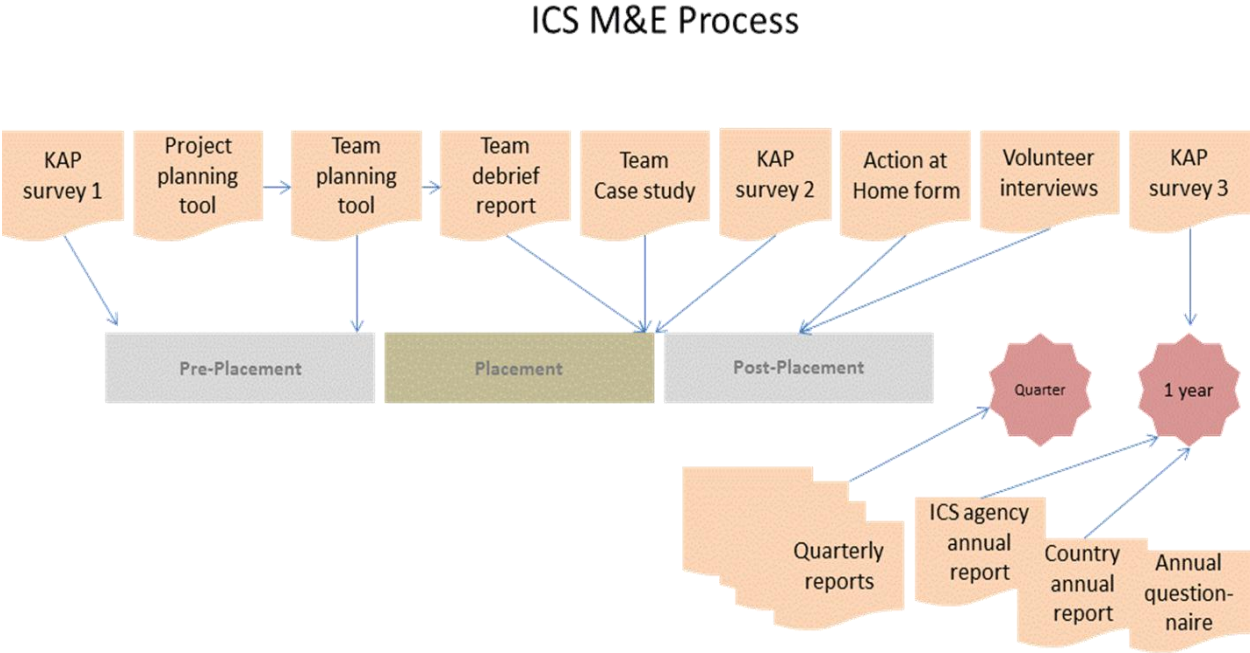 ICS M&E Process
KAP
survey 1
Project
planning
tool
Team
planning
tool
Team
debrief
report
Team
Case study
KAP
survey 2
Action at
Home form
Volunteer
interviews
KAP
survey 3
Pre-Placement
Placement
Post-Placement
Quarter
1 year
Quarterly
reports
ICS agency
annual
report
Country
annual
report
Annual
question-
naire